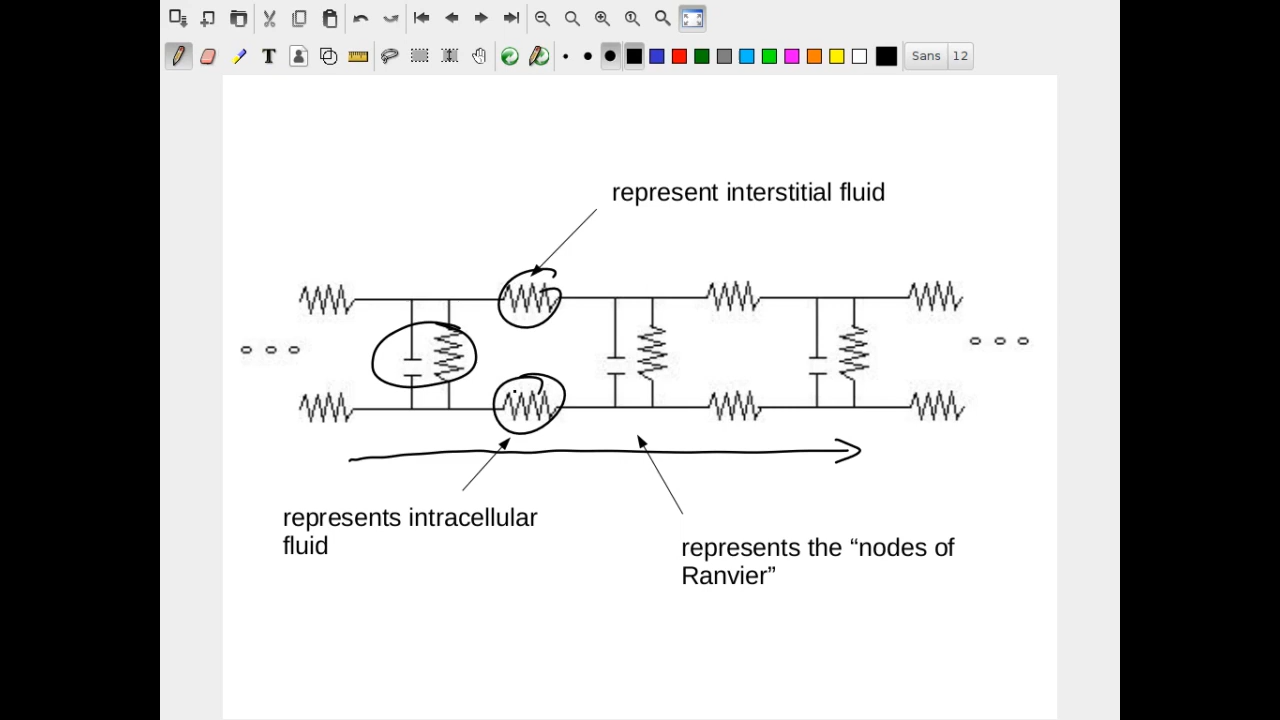 T
Sans 12
represent interstitial fluid
represents intracellular
fluid
represents the “nodes of
Ranvier”